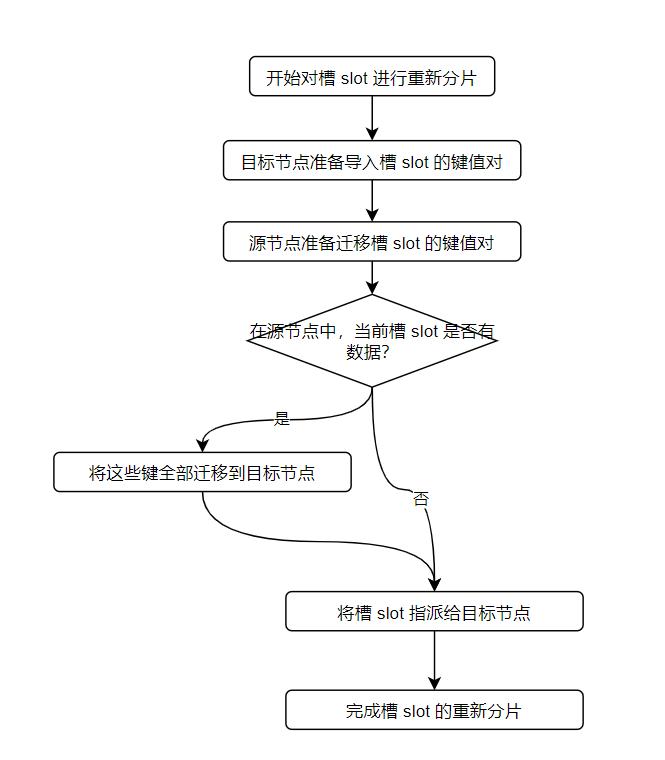 开始对槽 slot 进行重新分片
目标节点准备导入槽 slot 的键值对
源节点准备迁移槽 slot 的键值对
在源节点中，当前槽 slot 是否有
数据？
是
将这些键全部迁移到目标节点
否
将槽 slot 指派给目标节点
完成槽 slot 的重新分片